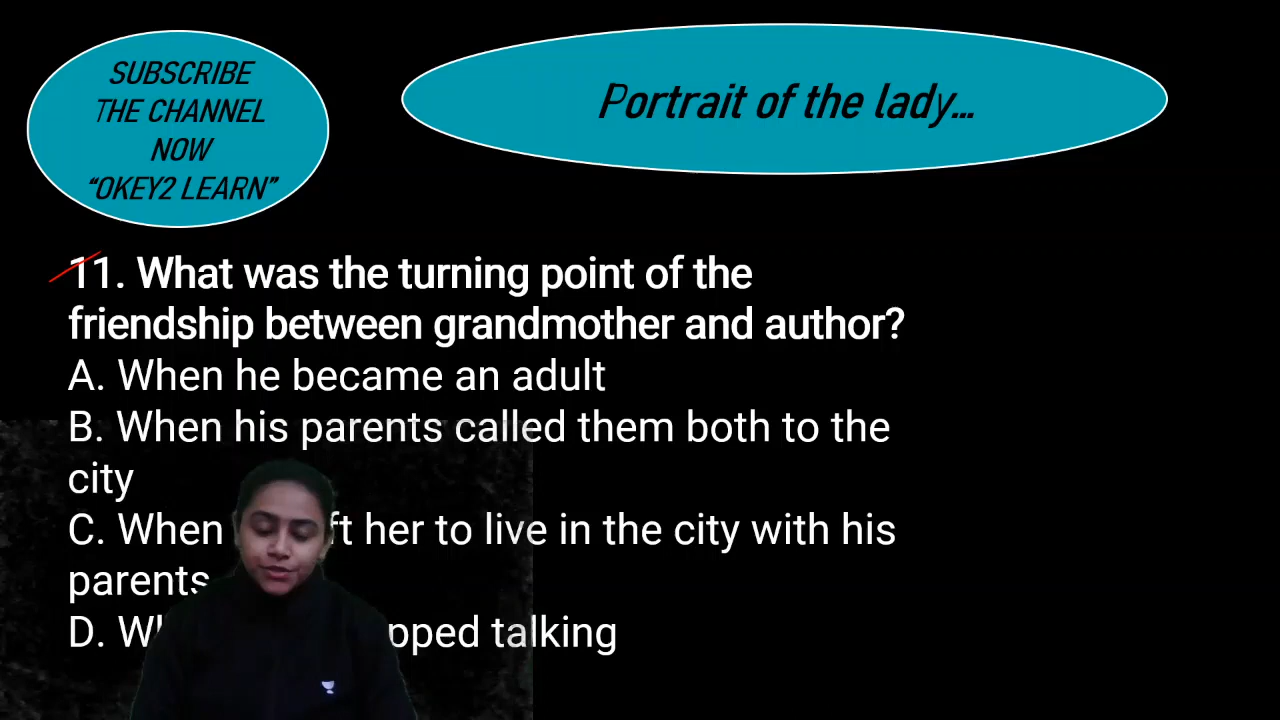 SUBSCRIBE
THE CHANNEL
NOW
“OKEY2 LEARN”
Portrait of the lady...
11. What was the turning point of the
friendship between grandmother and author?
A. When he became an adult
B. When his parents called them both to the
city
C. When her to live in the city with his
parents
D. talking